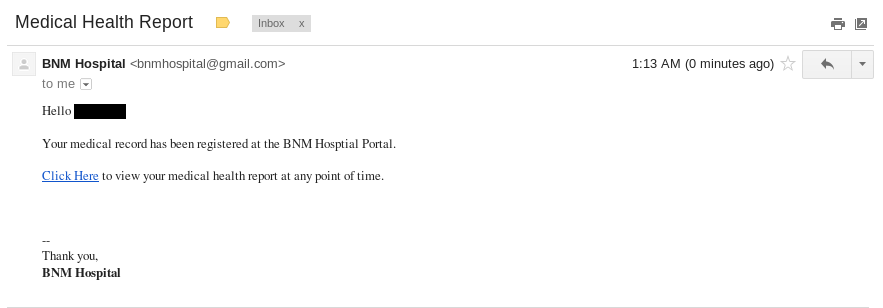 Medical Health Report Inbox x
BNM Hospital <bnmhospital@gmail.com> 1:13 AM (0 minutes ago)
to me
Hello
Your medical record has been registered at the BNM Hosptial Portal.
Click Here to view your medical health report at any point of time.
--
Thank you,
BNM Hospital